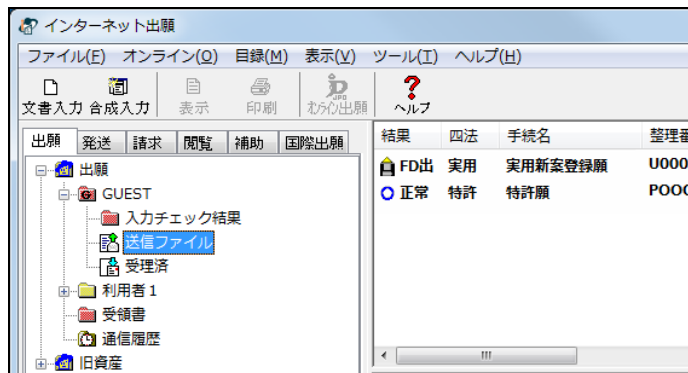 インターネット出願
ファイル(F) オンライン(O) 目録(M) 表示(V) ツール(T) ヘルプ(H)
文書入力 合成入力 表示 印刷 オンライン出願 ヘルプ
出願 発送 請求 閲覧 補助 国際出願
結果 四法 手続名 整理番
FD出 実用 実用新案登録願 U000
正常 特許 特許願 POOO
出願
GUEST
入力チェック結果
送信ファイル
受理済
利用者1
受領書
通信履歴
旧資産